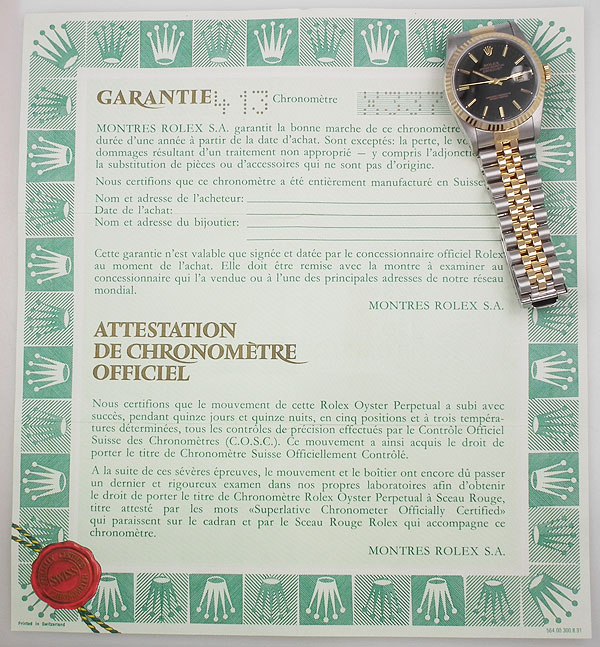 GARANTIE 4 13 Chronomètre
MONTRES ROLEX S.A. garantit la bonne marche de ce chronomètre
durée d'une année à partir de la date d'achat. Sont exceptés: la perte, le
dommages résultant d'un traitement non approprié — y compris l'adjonction
la substitution de pièces ou d'accessoires qui ne sont pas d'origine.
Nous certifions que ce chronomètre a été entièrement manufacturé en Suisse
Nom et adresse de l'acheteur:
Date de l'achat:
Nom et adresse du bijoutier:
Cette garantie n'est valable que signée et datée par le concessionnaire officiel Rolex
au moment de l'achat. Elle doit être remise avec la montre à examiner au
concessionnaire qui l'a vendue ou à l'une des principales adresses de notre réseau
mondial.
MONTRES ROLEX S.A.
ATTESTATION
DE CHRONOMÈTRE
OFFICIEL
Nous certifions que le mouvement de cette Rolex Oyster Perpetual a subi avec
succès, pendant quinze jours et quinze nuits, en cinq positions et à trois tempéra-
tures déterminées, tous les contrôles de précision effectués par le Contrôle Officiel
Suisse des Chronomètres (C.O.S.C.). Ce mouvement a ainsi acquis le droit de
porter le titre de Chronomètre Suisse Officiellement Contrôlé.
A la suite de ces sévères épreuves, le mouvement et le boîtier ont encore dû passer
un dernier et rigoureux examen dans nos propres laboratoires afin d'obtenir
le droit de porter le titre de Chronomètre Rolex Oyster Perpetual à Sceau Rouge,
titre attesté par les mots «Superlative Chronometer Officially Certified»
qui paraissent sur le cadran et par le Sceau Rouge Rolex qui accompagne ce
chronomètre.
MONTRES ROLEX S.A.
Printed in Switzerland
564.00.300.8.91